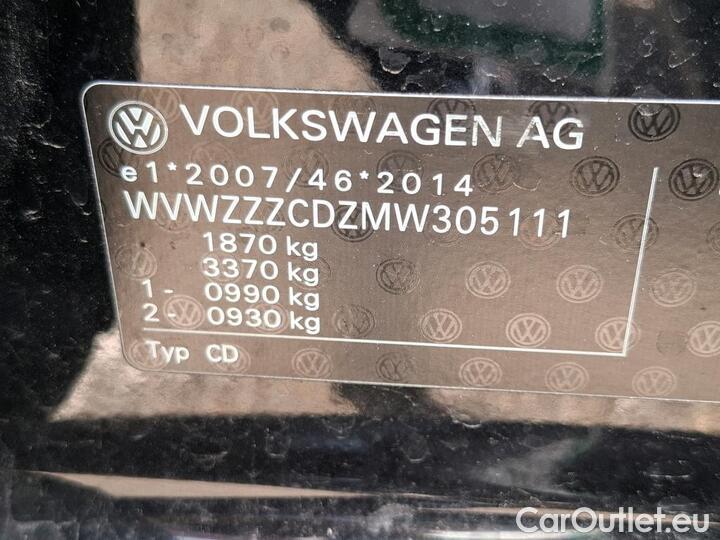 VOLKSWAGEN AG
e1*2007/46*2014
WVWZZZCDZMW305111
1870 kg
3370 kg
1- 0990 kg
2- 0930 kg
Typ CD
CarOutlet.eu